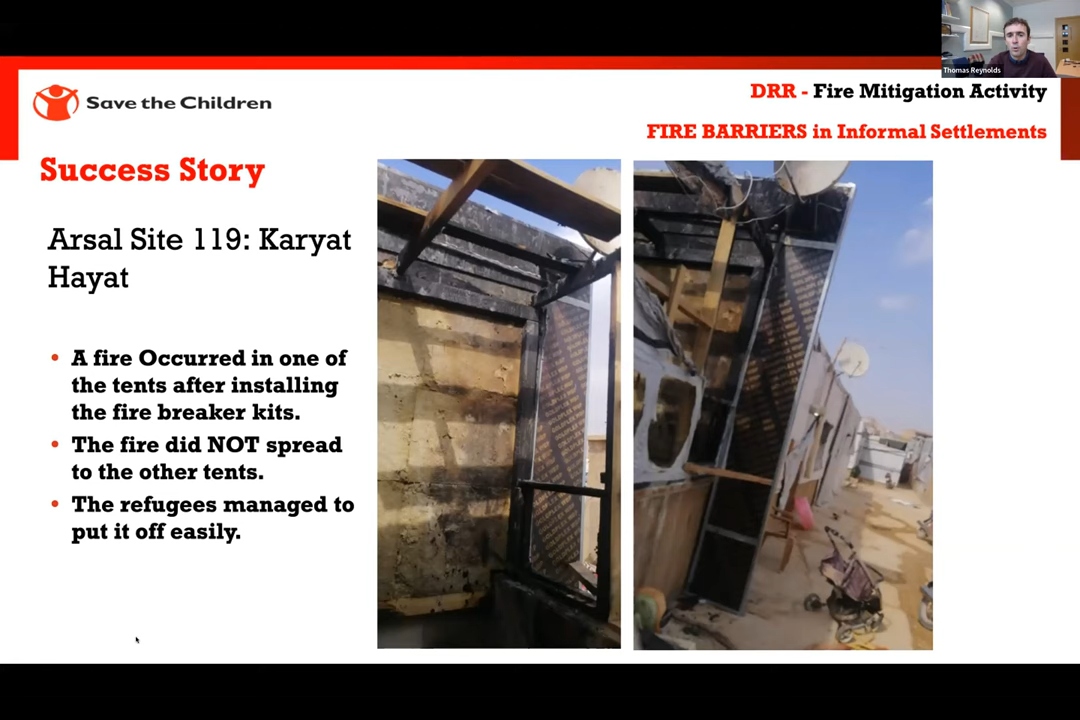 Thomas Reynolds
Save the Children
DRR - Fire Mitigation Activity
FIRE BARRIERS in Informal Settlements
Success Story
Arsal Site 119: Karyat
Hayat
• A fire Occurred in one of
the tents after installing
the fire breaker kits.
• The fire did NOT spread
to the other tents.
• The refugees managed to
put it off easily.